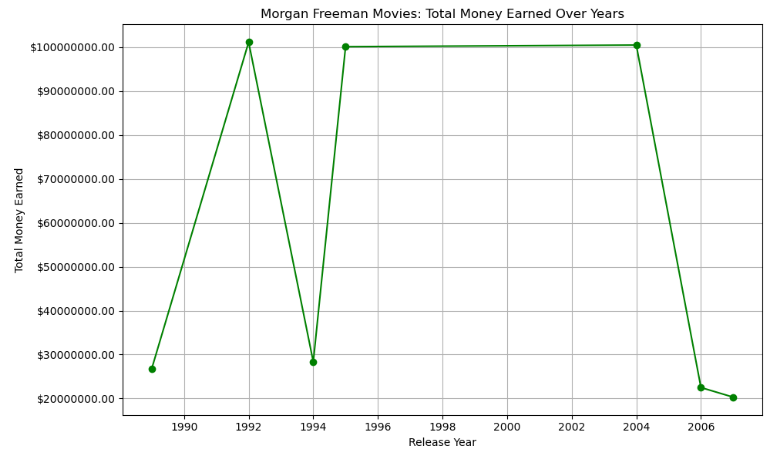 Morgan Freeman Movies: Total Money Earned Over Years
$100000000.00
$90000000.00
$80000000.00
$70000000.00
$60000000.00
$50000000.00
$40000000.00
$30000000.00
$20000000.00
Total Money Earned
1990 1992 1994 1996 1998 2000 2002 2004 2006
Release Year